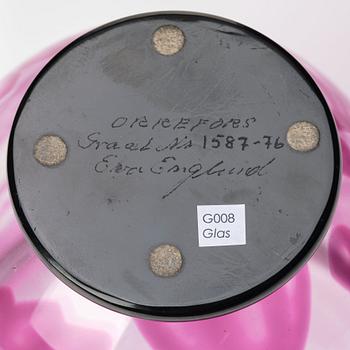 ORREFORS
Graal Nr 1587-76
Eva Englund
G008
Glas